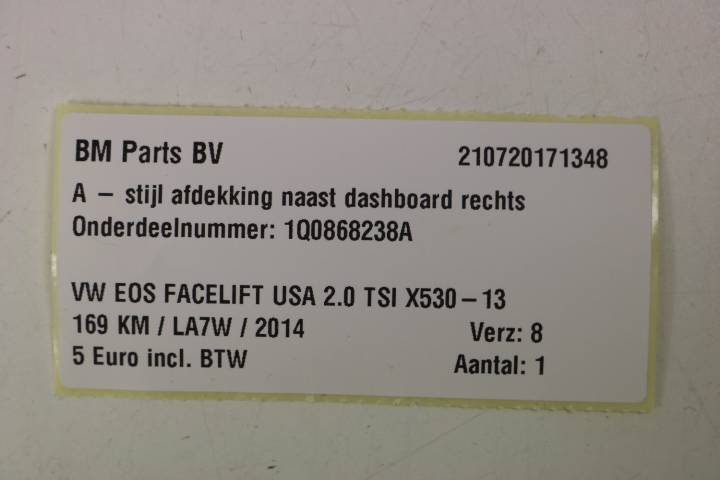 BM Parts BV 210720171348
A – stijl afdekking naast dashboard rechts
Onderdeelnummer: 1Q0868238A
VW EOS FACELIFT USA 2.0 TSI X530 – 13
169 KM / LA7W / 2014 Verz: 8
5 Euro incl. BTW Aantal: 1